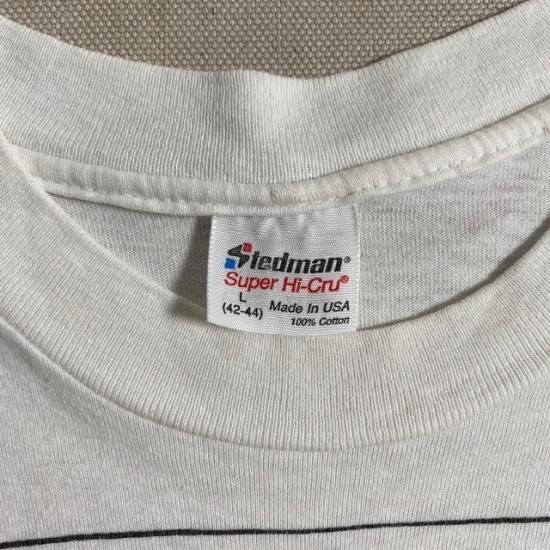 Stedman®
Super Hi-Cru®
L
(42-44)
Made In USA
100% Cotton